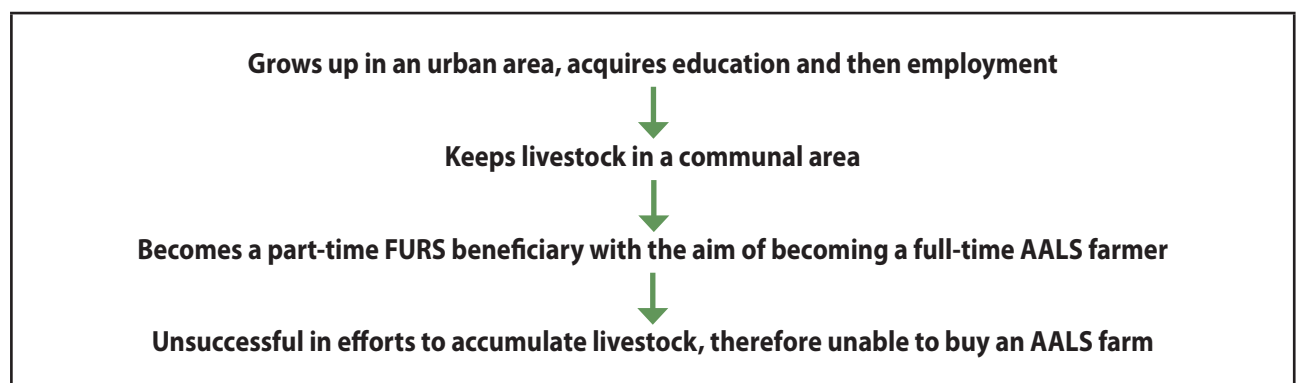 Grows up in an urban area, acquires education and then employment
Keeps livestock in a communal area
Becomes a part-time FURS beneficiary with the aim of becoming a full-time AALS farmer
Unsuccessful in efforts to accumulate livestock, therefore unable to buy an AALS farm